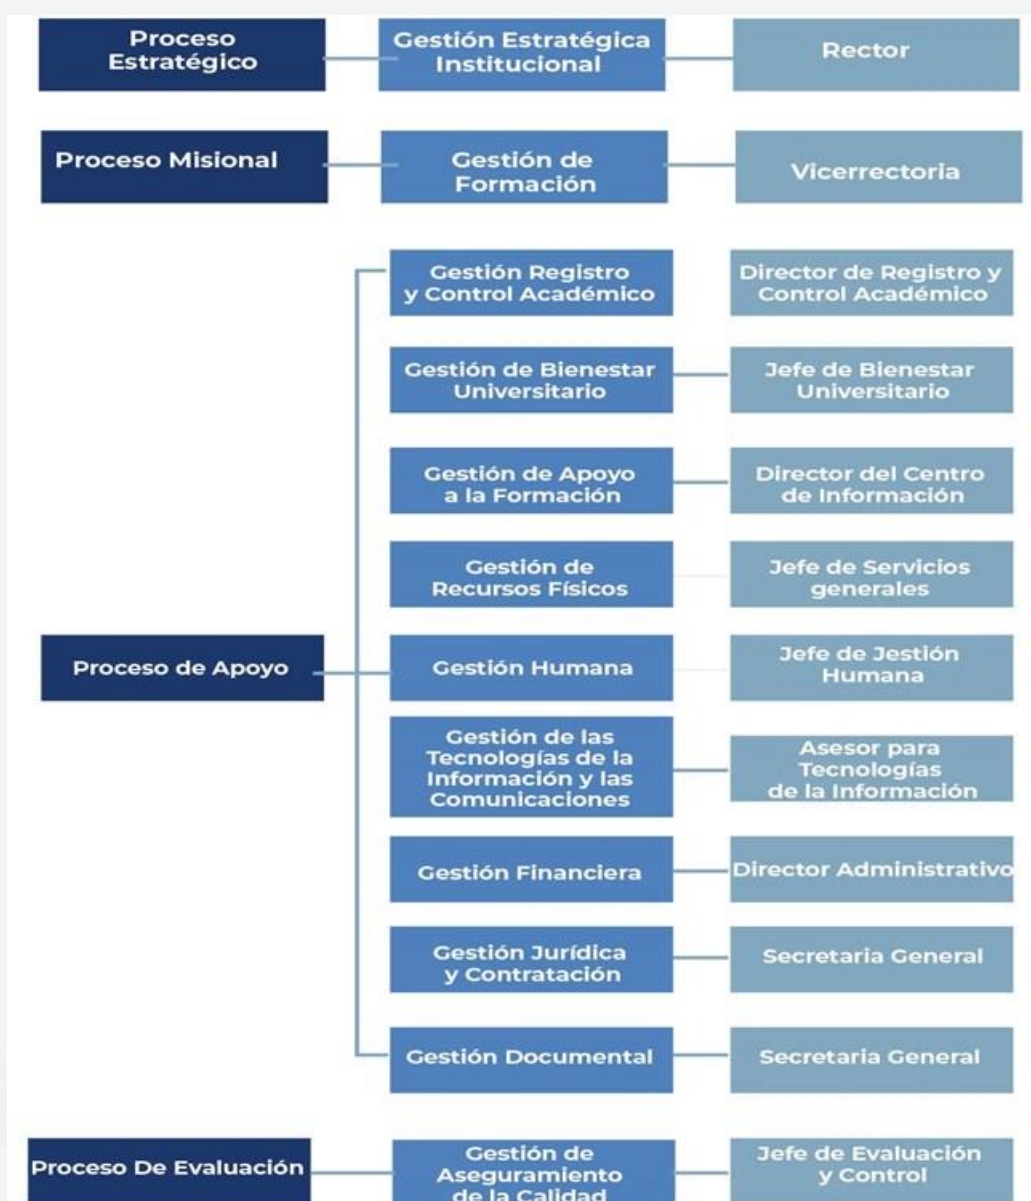 Proceso
Estratégico
Gestión Estratégica
Institucional
Rector
Proceso Misional
Gestión de
Formación
Vicerrectoria
Gestión Registro
y Control Académico
Director de Registro y
Control Académico
Gestión de Bienestar
Universitario
Jefe de Bienestar
Universitario
Gestión de Apoyo
a la Formación
Director del Centro
de Información
Gestión de
Recursos Físicos
Jefe de Servicios
generales
Proceso de Apoyo
Gestión Humana
Jefe de Jestión
Humana
Gestión de las
Tecnologías de la
Información y las
Comunicaciones
Asesor para
Tecnologías
de la Información
Gestión Financiera
Director Administrativo
Gestión Jurídica
y Contratación
Secretaria General
Gestión Documental
Secretaria General
Proceso De Evaluación
Gestión de
Aseguramiento
de la Calidad
Jefe de Evaluación
y Control